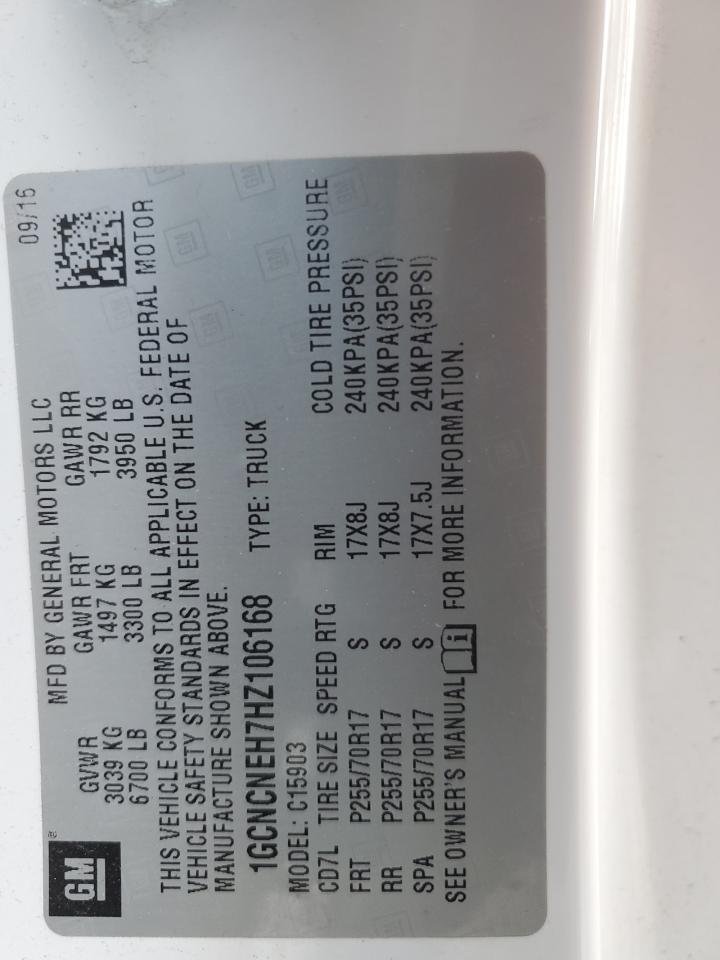 GM
MFD BY GENERAL MOTORS LLC 09/16
GVWR GAWR FRT GAWR RR
3039 KG 1497 KG 1792 KG
6700 LB 3300 LB 3950 LB
THIS VEHICLE CONFORMS TO ALL APPLICABLE U.S. FEDERAL MOTOR
VEHICLE SAFETY STANDARDS IN EFFECT ON THE DATE OF
MANUFACTURE SHOWN ABOVE.
1GCNCNEH7HZ106168 TYPE: TRUCK
MODEL: C15903
CD7L TIRE SIZE SPEED RTG RIM COLD TIRE PRESSURE
FRT P255/70R17 S 17X8J 240KPA(35PSI)
RR P255/70R17 S 17X8J 240KPA(35PSI)
SPA P255/70R17 S 17X7.5J 240KPA(35PSI)
SEE OWNER'S MANUAL i FOR MORE INFORMATION.